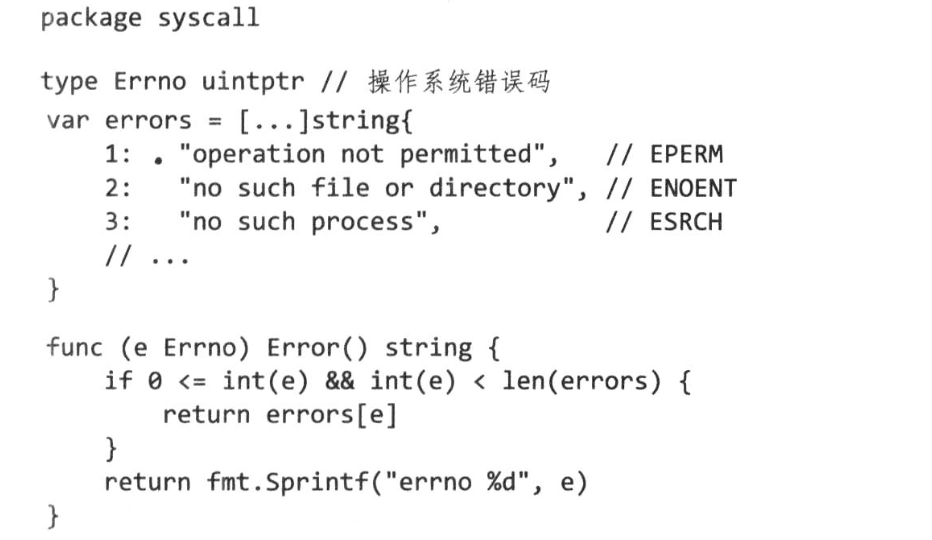 package syscall

type Errno uintptr // 操作系统错误码
var errors = [...]string{
    1:   "operation not permitted",   // EPERM
    2:   "no such file or directory", // ENOENT
    3:   "no such process",           // ESRCH
    // ...
}

func (e Errno) Error() string {
    if 0 <= int(e) && int(e) < len(errors) {
        return errors[e]
    }
    return fmt.Sprintf("errno %d", e)
}